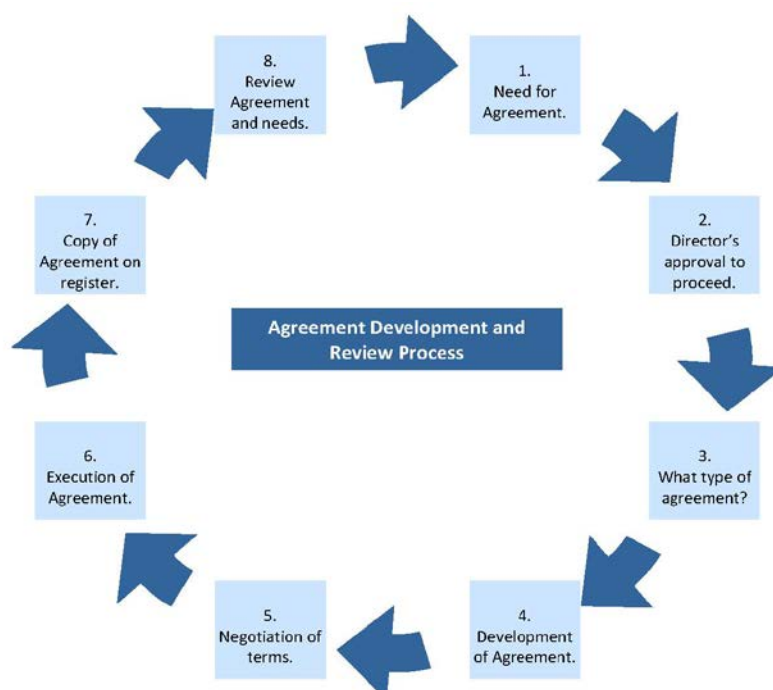 8.
Review
Agreement
and needs.
1.
Need for
Agreement.
7.
Copy of
Agreement on
register.
2.
Director's
approval to
proceed.
Agreement Development and
Review Process
6.
Execution of
Agreement.
3.
What type of
agreement?
5.
Negotiation of
terms.
4.
Development
of Agreement.